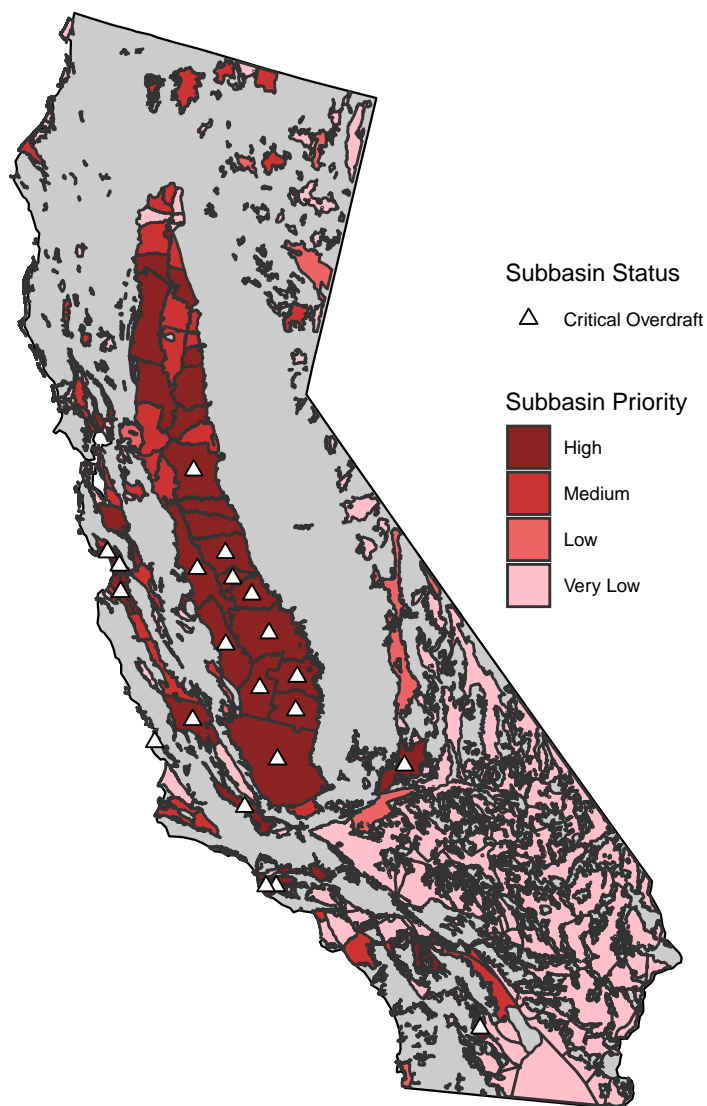 Subbasin Status
Critical Overdraft
Subbasin Priority
High
Medium
Low
Very Low